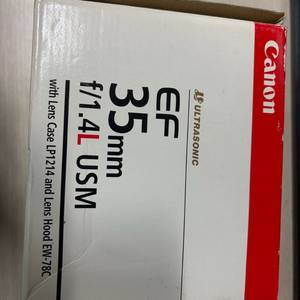 Canon
ULTRASONIC
EF
35mm
f/1.4L USM
with Lens Case LP1214 and Lens Hood EW-78C